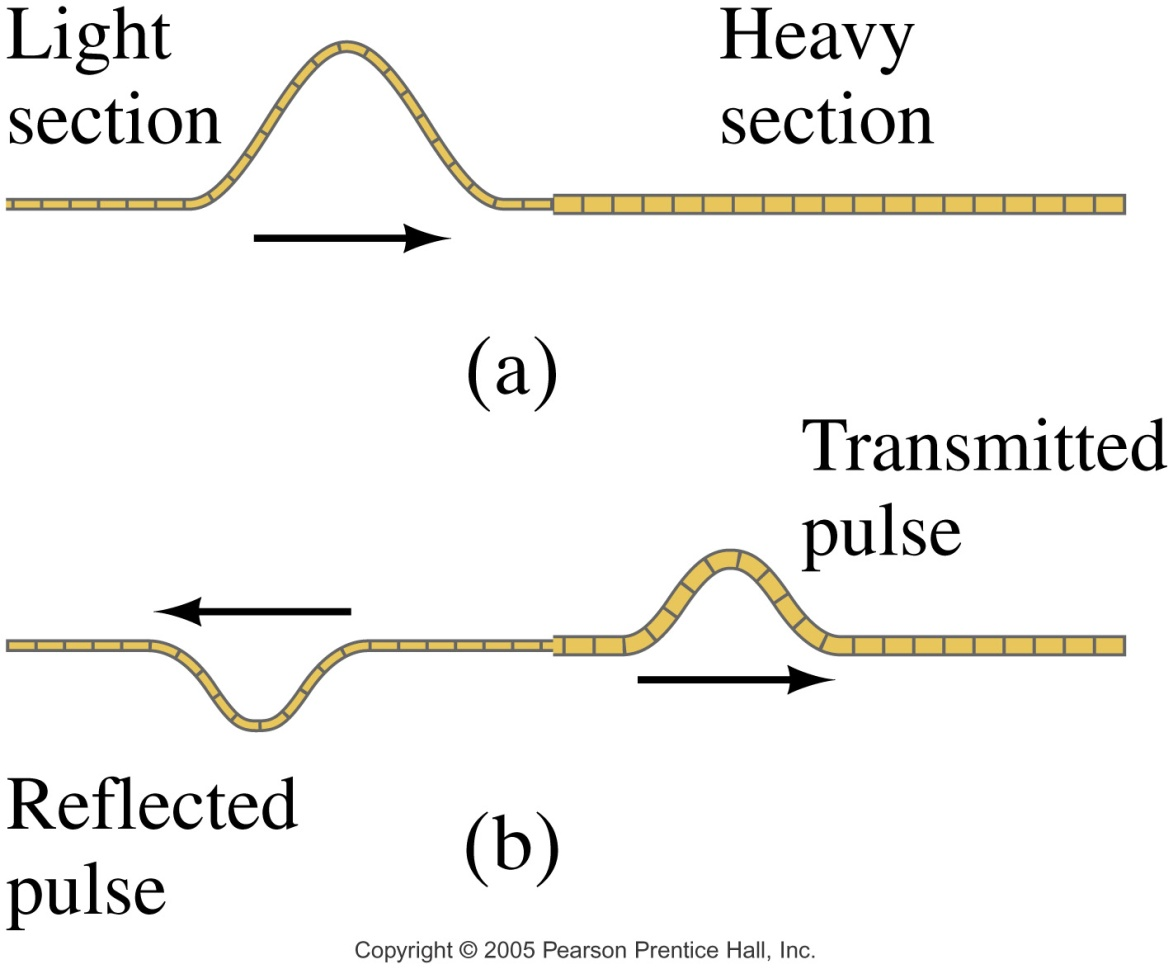 Light
section
Heavy
section
(a)
Transmitted
pulse
Reflected
pulse
(b)
Copyright © 2005 Pearson Prentice Hall, Inc.